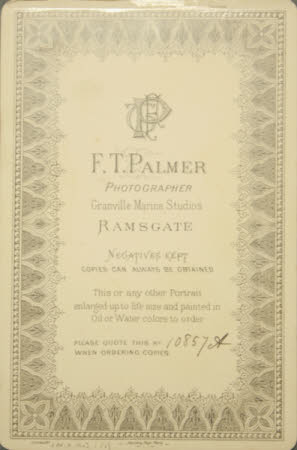 F.T. PALMER
PHOTOGRAPHER
Granville Marina Studios
RAMSGATE
NEGATIVES KEPT
COPIES CAN ALWAYS BE OBTAINED
This or any other Portrait
enlarged up to life size and painted in
Oil or Water colors to order
PLEASE QUOTE THIS No 10857A
WHEN ORDERING COPIES